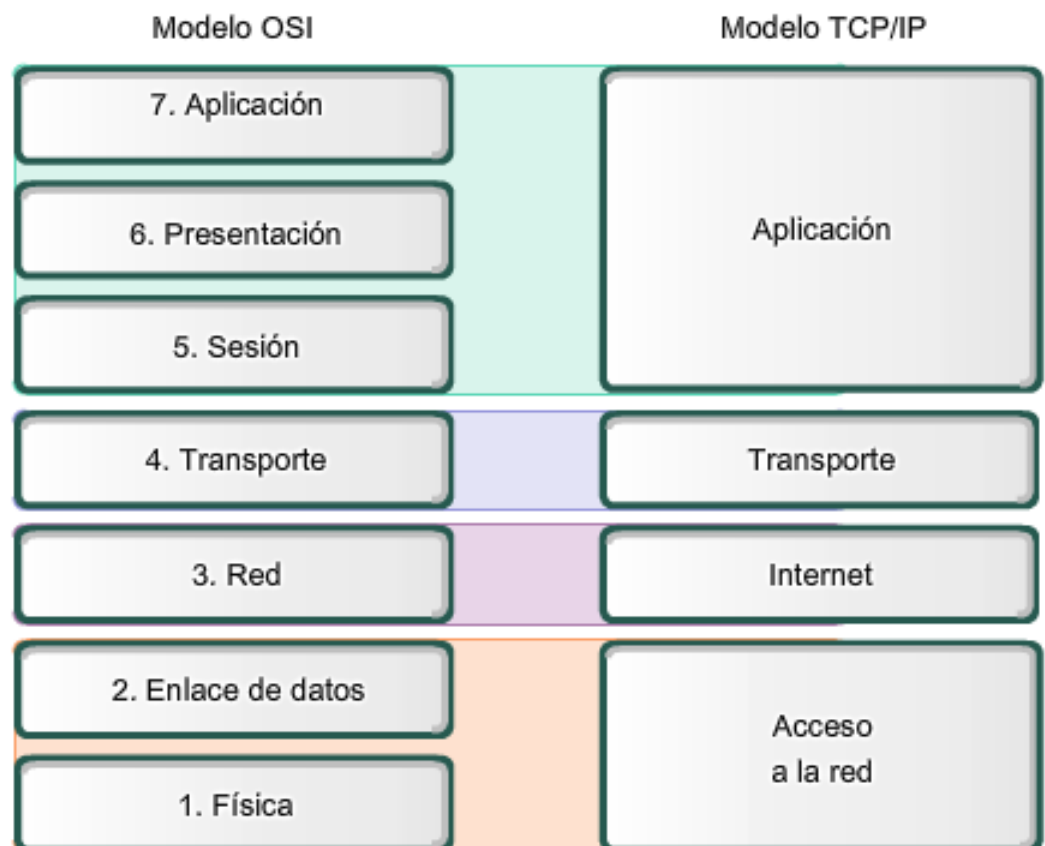 Modelo OSI
Modelo TCP/IP
7. Aplicación
6. Presentación
5. Sesión
Aplicación
4. Transporte
Transporte
3. Red
Internet
2. Enlace de datos
1. Física
Acceso
a la red